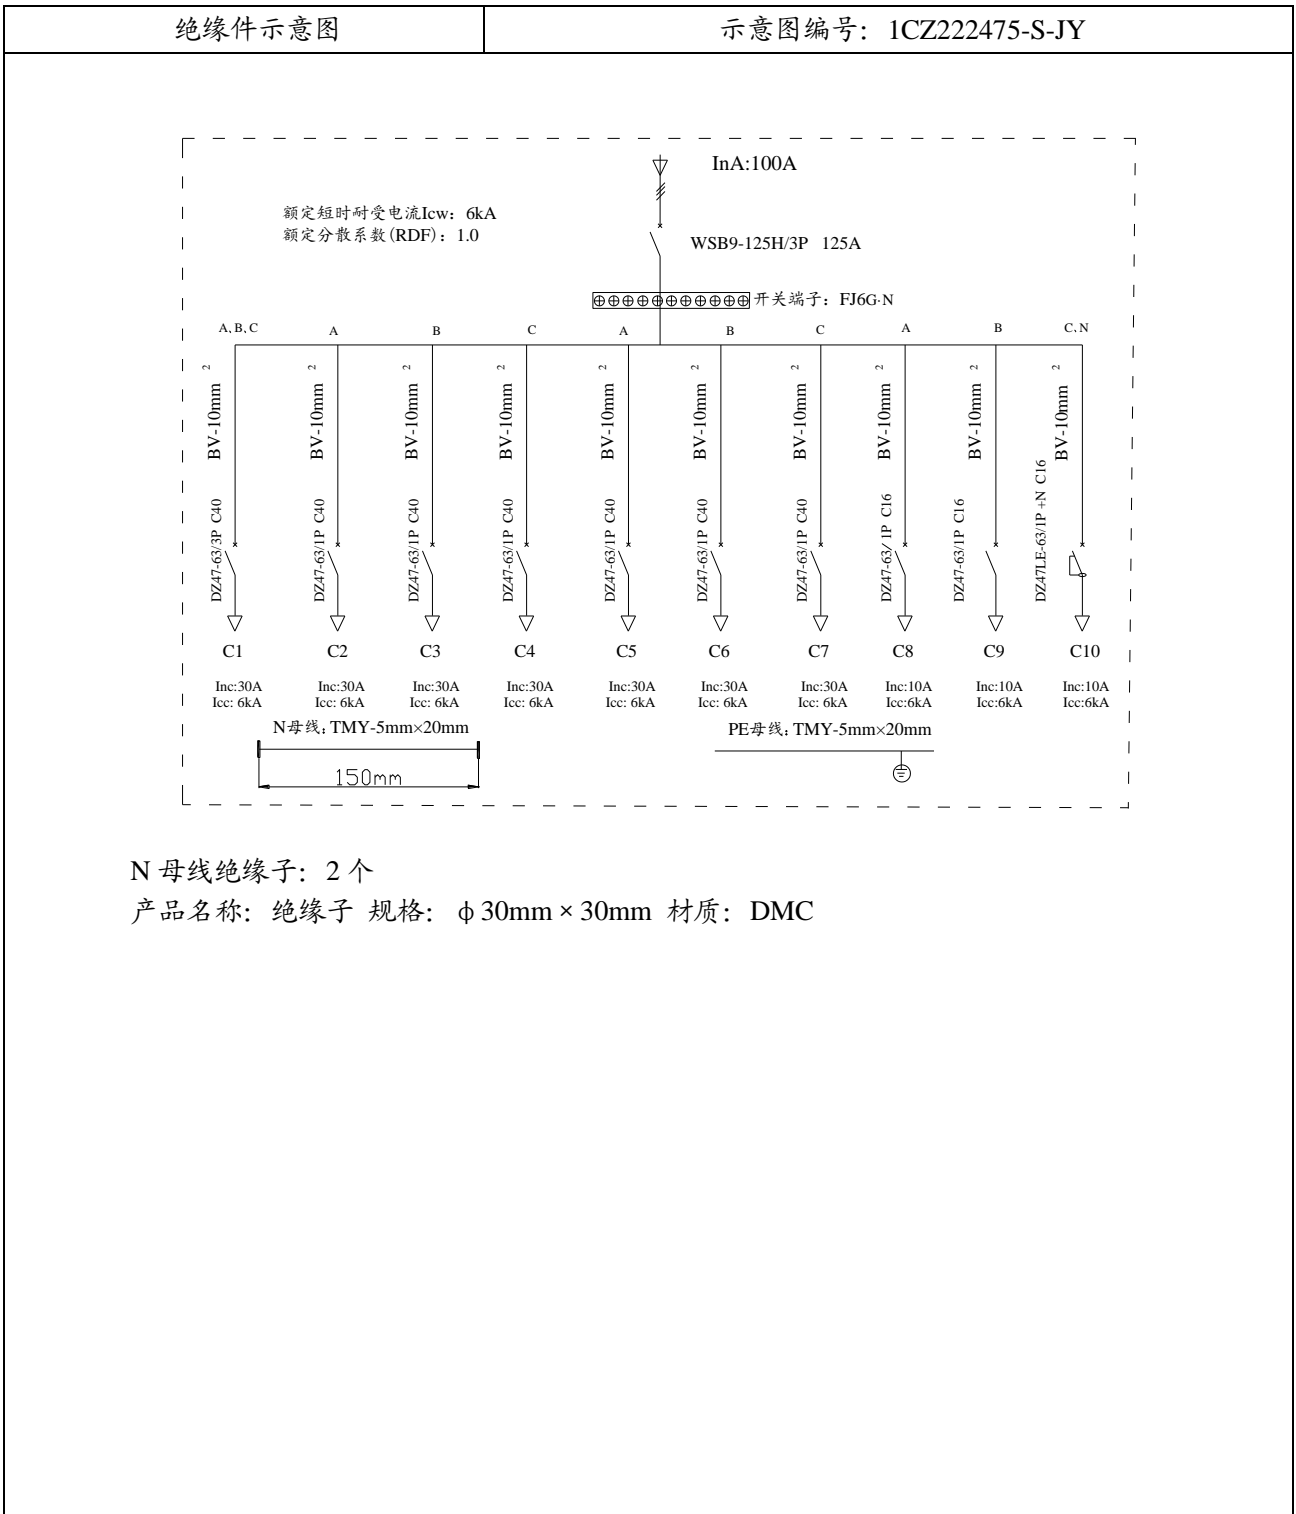 绝缘件示意图
示意图编号：1CZ222475-S-JY
InA:100A
额定短时耐受电流Icw：6kA
额定分散系数(RDF)：1.0
WSB9-125H/3P 125A
开关端子：FJ6G·N
A、B、C A B C A B C A B C、N
BV-10mm²
BV-10mm²
BV-10mm²
BV-10mm²
BV-10mm²
BV-10mm²
BV-10mm²
BV-10mm²
BV-10mm²
BV-10mm²
DZ47-63/3P C40
DZ47-63/1P C40
DZ47-63/1P C40
DZ47-63/1P C40
DZ47-63/1P C40
DZ47-63/1P C40
DZ47-63/1P C40
DZ47-63/ 1P C16
DZ47-63/1P C16
DZ47LE-63/1P +N C16
C1 C2 C3 C4 C5 C6 C7 C8 C9 C10
Inc:30A Inc:30A Inc:30A Inc:30A Inc:30A Inc:30A Inc:30A Inc:10A Inc:10A Inc:10A
Icc: 6kA Icc: 6kA Icc: 6kA Icc: 6kA Icc: 6kA Icc: 6kA Icc: 6kA Icc:6kA Icc: 6kA Icc:6kA
N母线：TMY-5mm×20mm
PE母线：TMY-5mm×20mm
150mm
N 母线绝缘子：2 个
产品名称：绝缘子 规格：φ30mm×30mm 材质：DMC